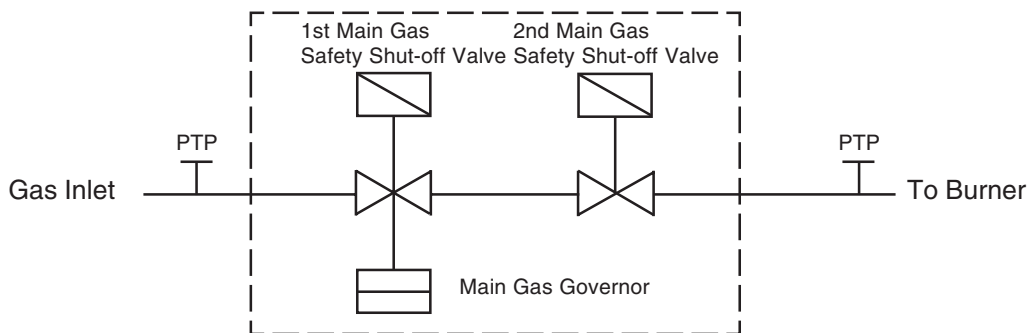 1st Main Gas
Safety Shut-off Valve
2nd Main Gas
Safety Shut-off Valve
PTP
PTP
Gas Inlet
To Burner
Main Gas Governor